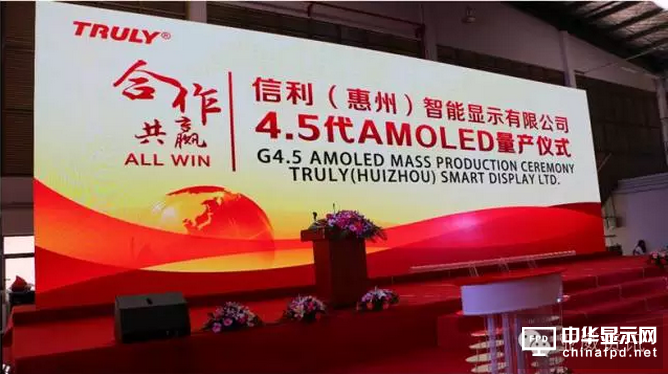 TRULY®
合作
共赢
ALL WIN
信利（惠州）智能显示有限公司
4.5代AMOLED量产仪式
G4.5 AMOLED MASS PRODUCTION CEREMONY
TRULY(HUIZHOU) SMART DISPLAY LTD.
FPD
中华显示网
chinafpd.net